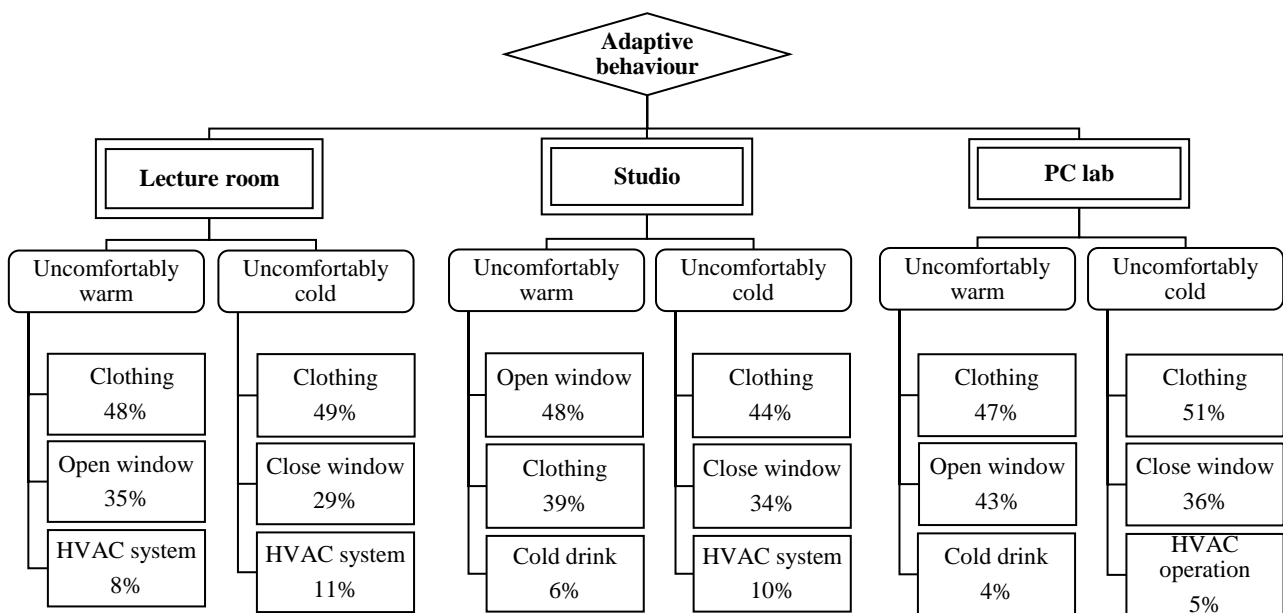 Adaptive
behaviour
Lecture room
Studio
PC lab
Uncomfortably
warm
Uncomfortably
cold
Uncomfortably
warm
Uncomfortably
cold
Uncomfortably
warm
Uncomfortably
cold
Clothing
48%
Open window
35%
HVAC system
8%
Clothing
49%
Close window
29%
HVAC system
11%
Open window
48%
Clothing
39%
Cold drink
6%
Clothing
44%
Close window
34%
HVAC system
10%
Clothing
47%
Open window
43%
Cold drink
4%
Clothing
51%
Close window
36%
HVAC
operation
5%